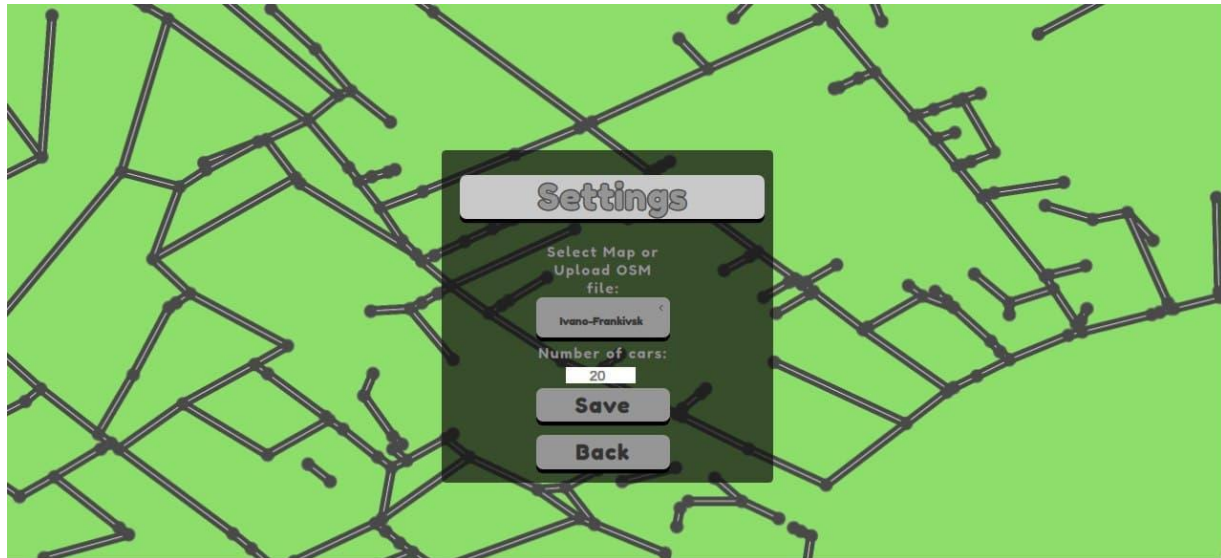 Settings
Select Map or
Upload OSM
file:
Ivano-Frankivsk
Number of cars:
20
Save
Back